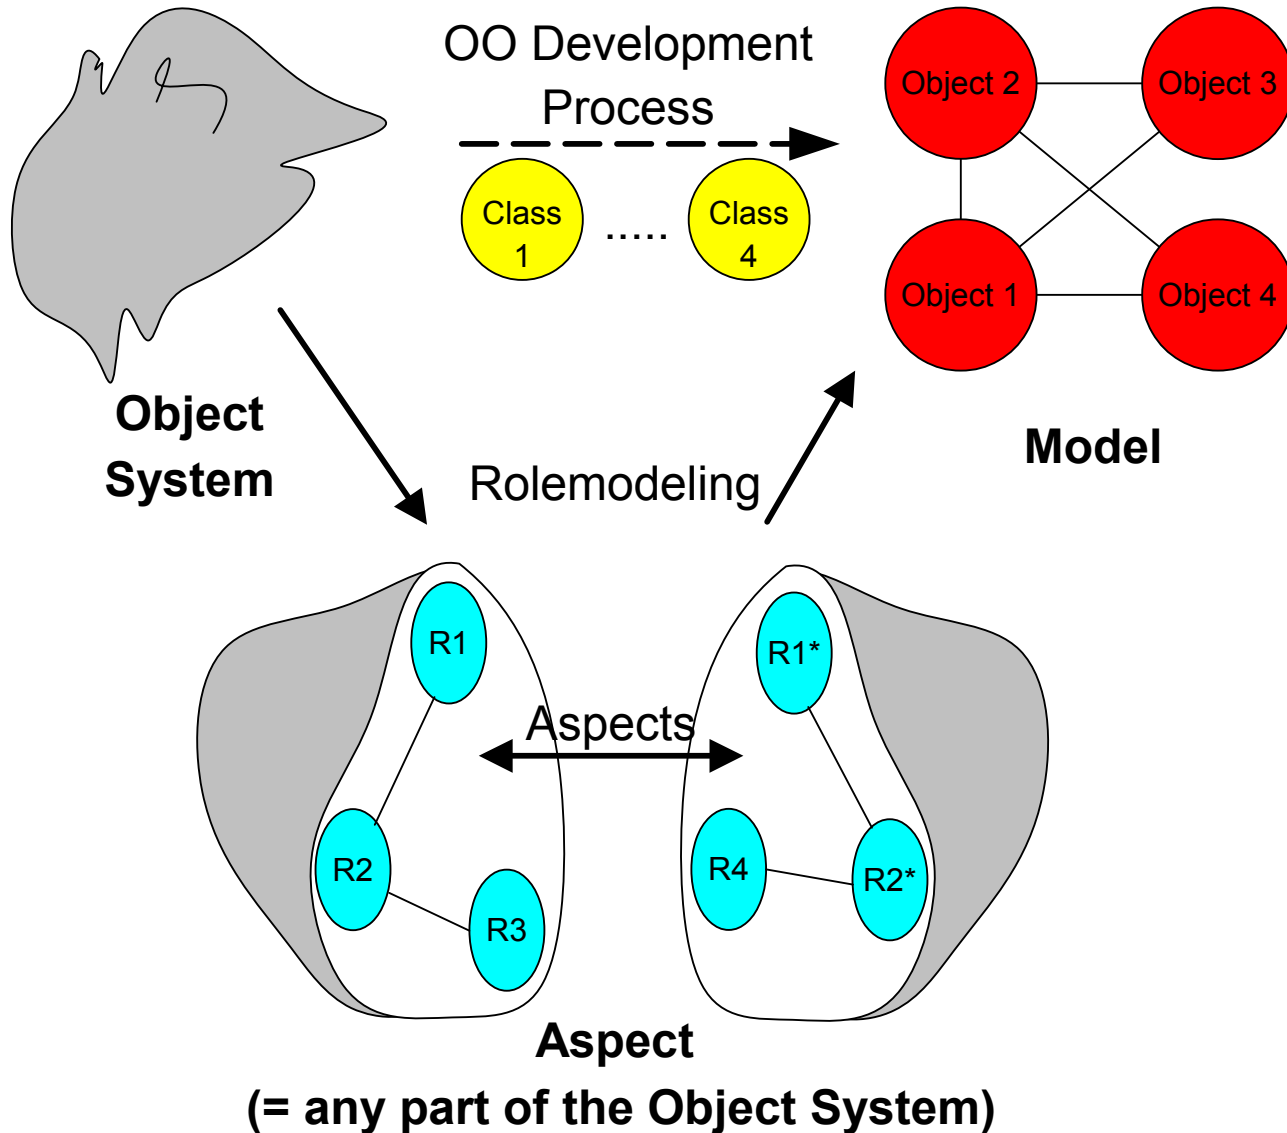 OO Development
Process
Class
1
.....
Class
4
Object 2
Object 3
Object 1
Object 4
Object
System
Model
Rolemodeling
R1
R1*
Aspects
R2
R3
R4
R2*
Aspect
(= any part of the Object System)